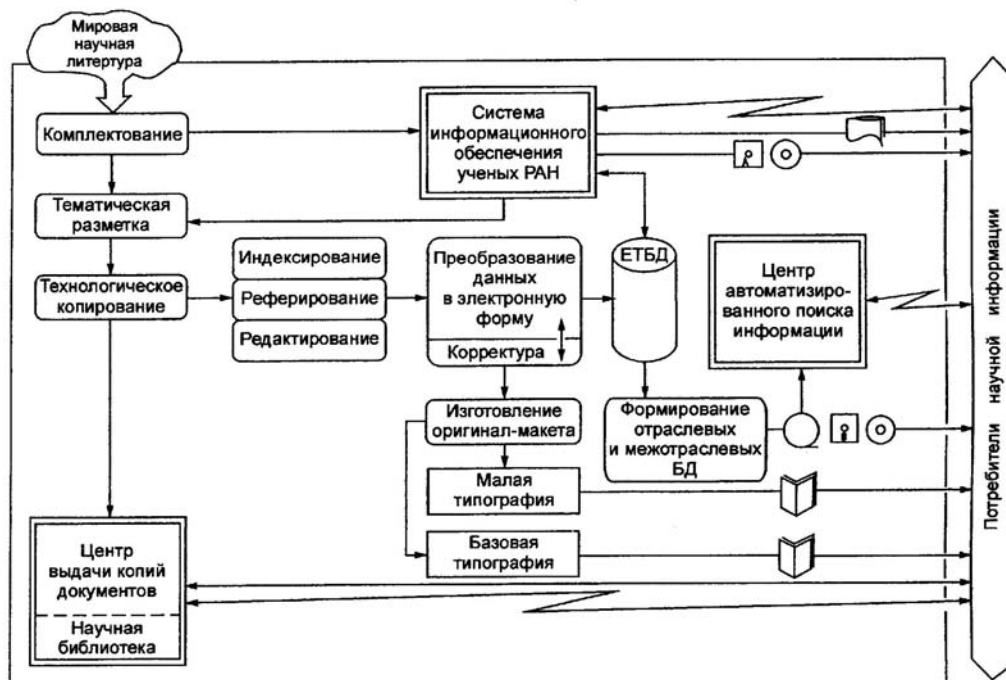 Мировая
научная
литертура
Комплектование
Система
информационного
обеспечения
ученых РАН
Тематическая
разметка
Технологическое
копирование
Индексирование
Реферирование
Редактирование
Преобразование
данных
в электронную
форму
Корректура
ЕТБД
Центр
автоматизиро-
ванного поиска
информации
Изготовление
оригинал-макета
Формирование
отраслевых
и межотраслевых
БД
Малая
типография
Базовая
типография
Центр
выдачи копий
документов
Научная
библиотека
Потребители научной информации